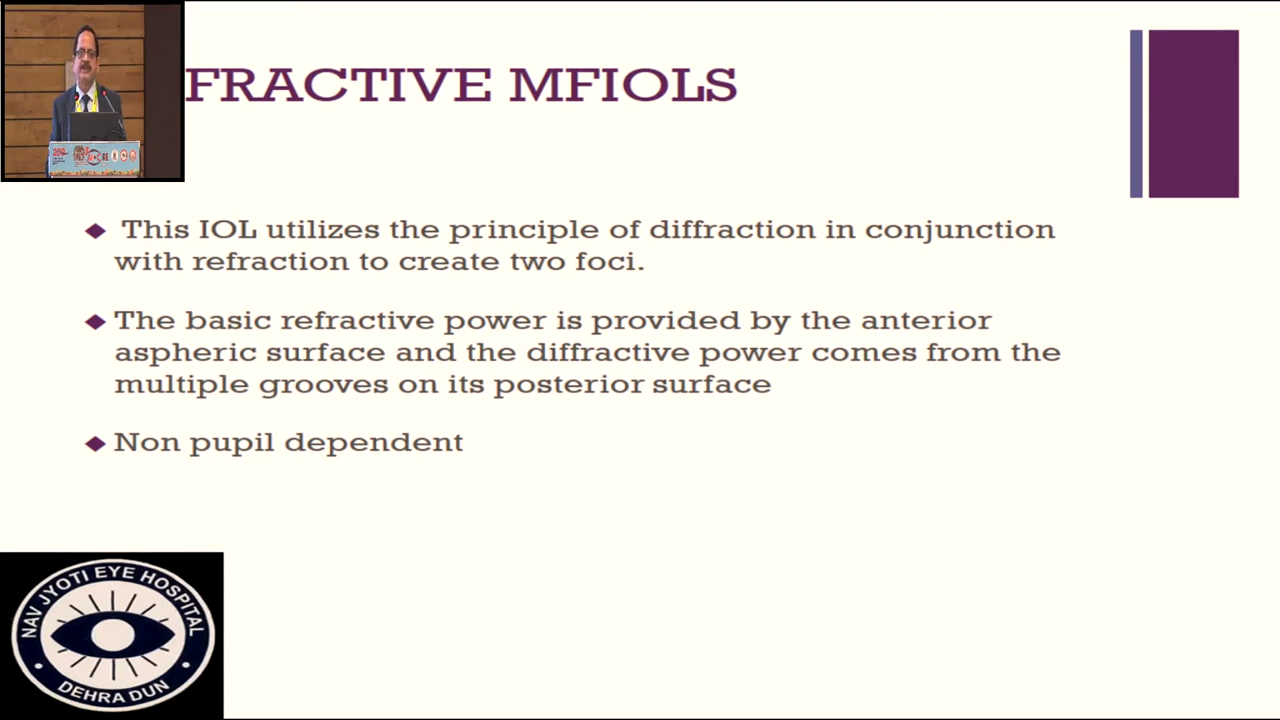 FRACTIVE MFIOLS
This IOL utilizes the principle of diffraction in conjunction
with refraction to create two foci.
The basic refractive power is provided by the anterior
aspheric surface and the diffractive power comes from the
multiple grooves on its posterior surface
Non pupil dependent
NAV JYOTI EYE HOSPITAL
DEHRA DUN